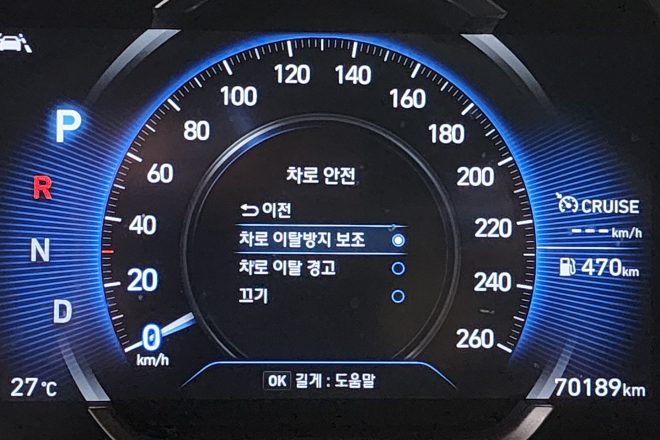 P
R
N
D
0
20
40
60
80
100
120
140
160
180
200
220
240
260
km/h
차로 안전
이전
차로 이탈방지 보조
차로 이탈 경고
끄기
OK 길게 : 도움말
CRUISE
---km/h
470km
27℃
70189km